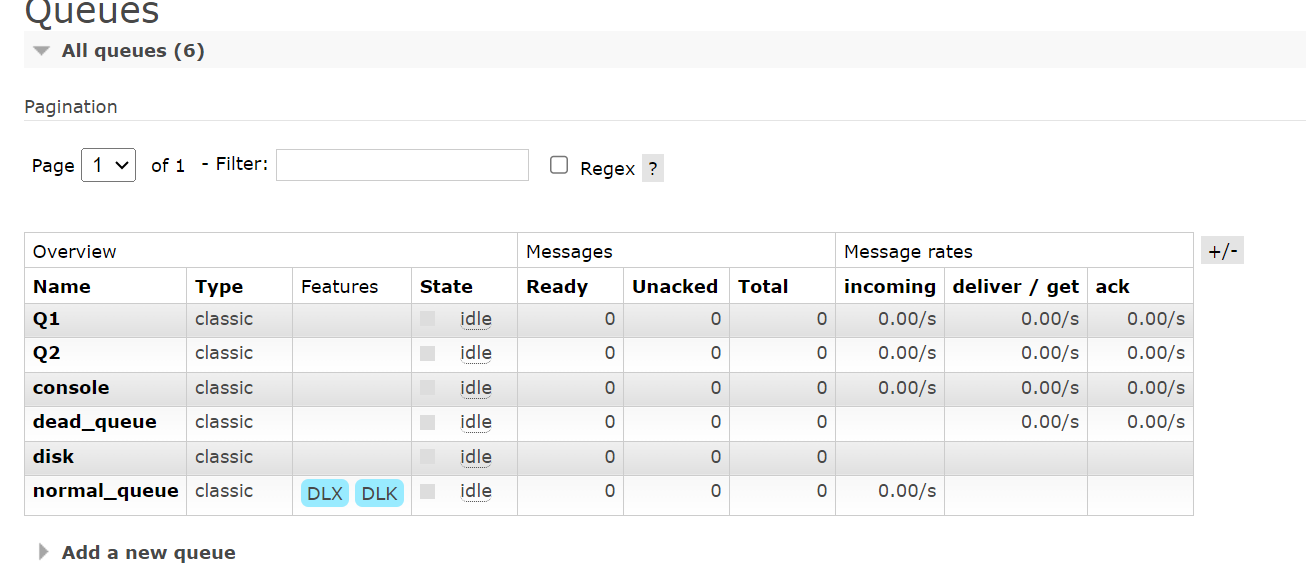 Queues
All queues (6)
Pagination
Page 1 of 1 - Filter: Regex ?
Overview Messages Message rates +/-
Name Type Features State Ready Unacked Total incoming deliver / get ack
Q1 classic idle 0 0 0 0.00/s 0.00/s 0.00/s
Q2 classic idle 0 0 0 0.00/s 0.00/s 0.00/s
console classic idle 0 0 0 0.00/s 0.00/s 0.00/s
dead_queue classic idle 0 0 0 0.00/s 0.00/s
disk classic idle 0 0 0
normal_queue classic DLX DLK idle 0 0 0 0.00/s
Add a new queue